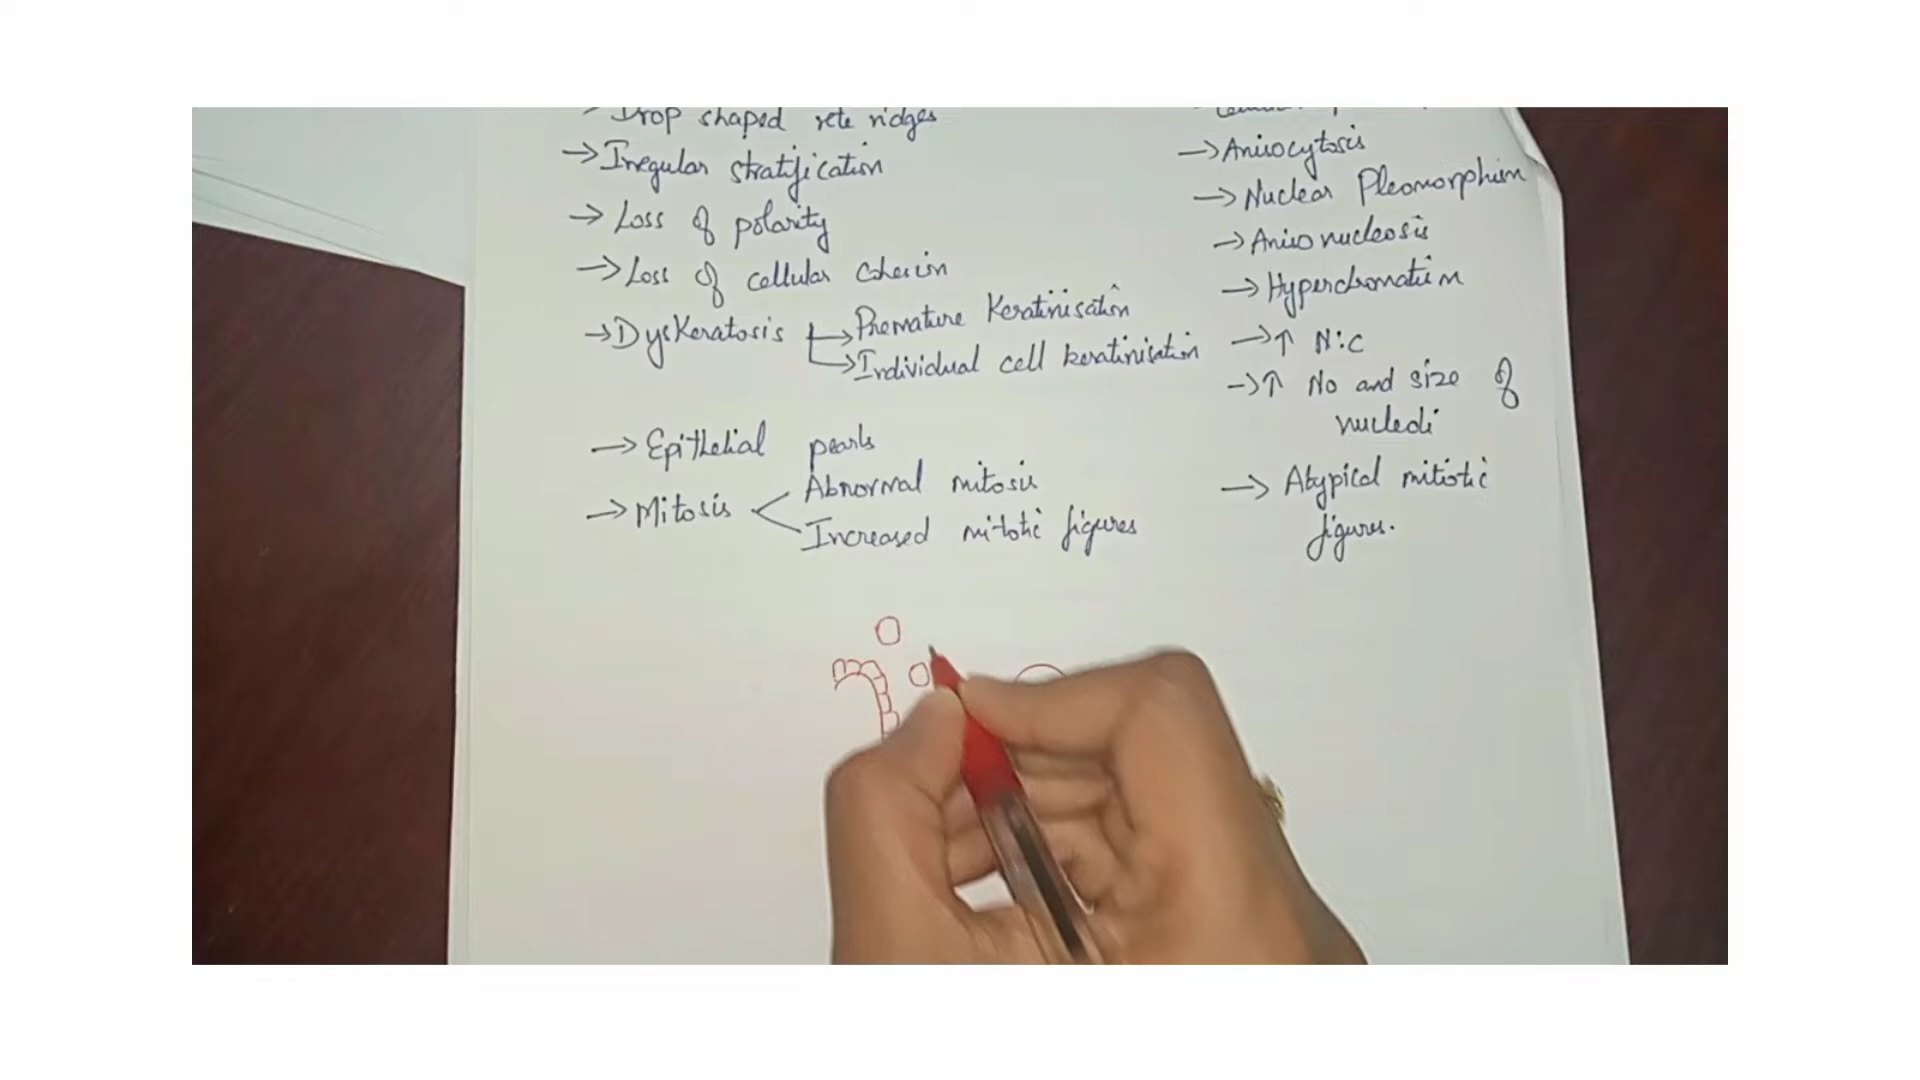 Drop shaped rete ridges
→ Irregular stratification
→ Loss of polarity
→ Loss of cellular cohesion
→ Dyskeratosis → Premature Keratinisation
→ Individual cell keratinisation
→ Epithelial pearls
→ Mitosis Abnormal mitosis
Increased mitotic figures
→ Anisocytosis
→ Nuclear Pleomorphism
→ Anisonucleosis
→ Hyperchromatism
→ ↑ N:C
→ ↑ No and size of
nucleoli
→ Atypical mitotic
figures.